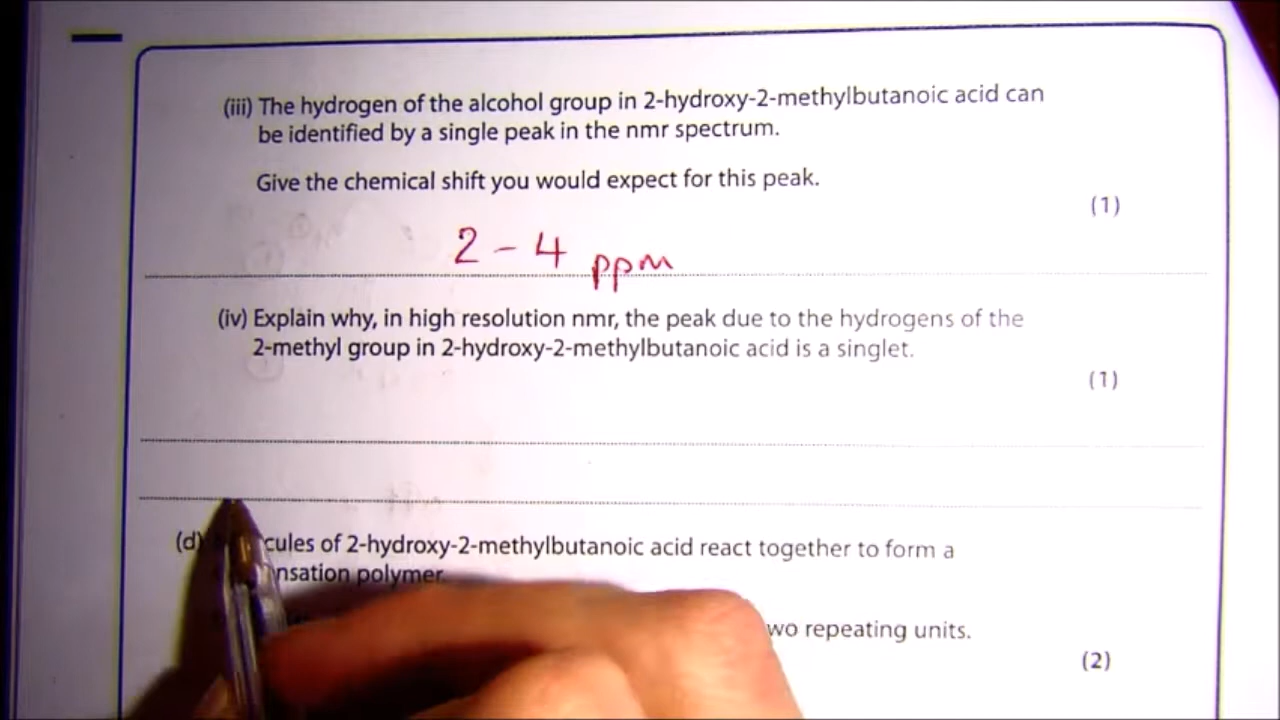 (iii) The hydrogen of the alcohol group in 2-hydroxy-2-methylbutanoic acid can
be identified by a single peak in the nmr spectrum.
Give the chemical shift you would expect for this peak.
(1)
2 - 4 ppm
(iv) Explain why, in high resolution nmr, the peak due to the hydrogens of the
2-methyl group in 2-hydroxy-2-methylbutanoic acid is a singlet.
(1)
(d) of 2-hydroxy-2-methylbutanoic acid react together to form a
polymer.
repeating units.
(2)